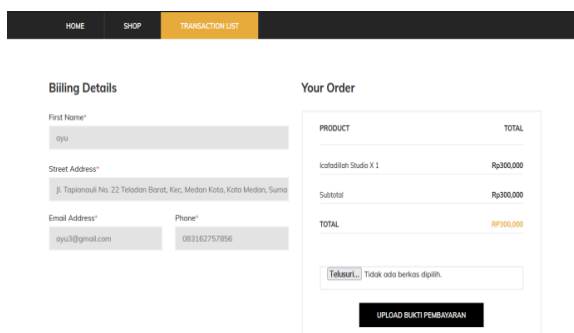 HOME SHOP TRANSACTION LIST
Biiling Details
First Name*
ayu
Street Address*
Jl. Tapianouli No. 22 Teladan Barat, Kec, Medan Kota, Kota Medan, Suma
Email Address* Phone*
ayu3@gmail.com 083162757856
Your Order
PRODUCT TOTAL
Icafadillah Studio X 1 Rp300,000
Subtotal Rp300,000
TOTAL RP300,000
Telusuri... Tidak ada berkas dipilih.
UPLOAD BUKTI PEMBAYARAN